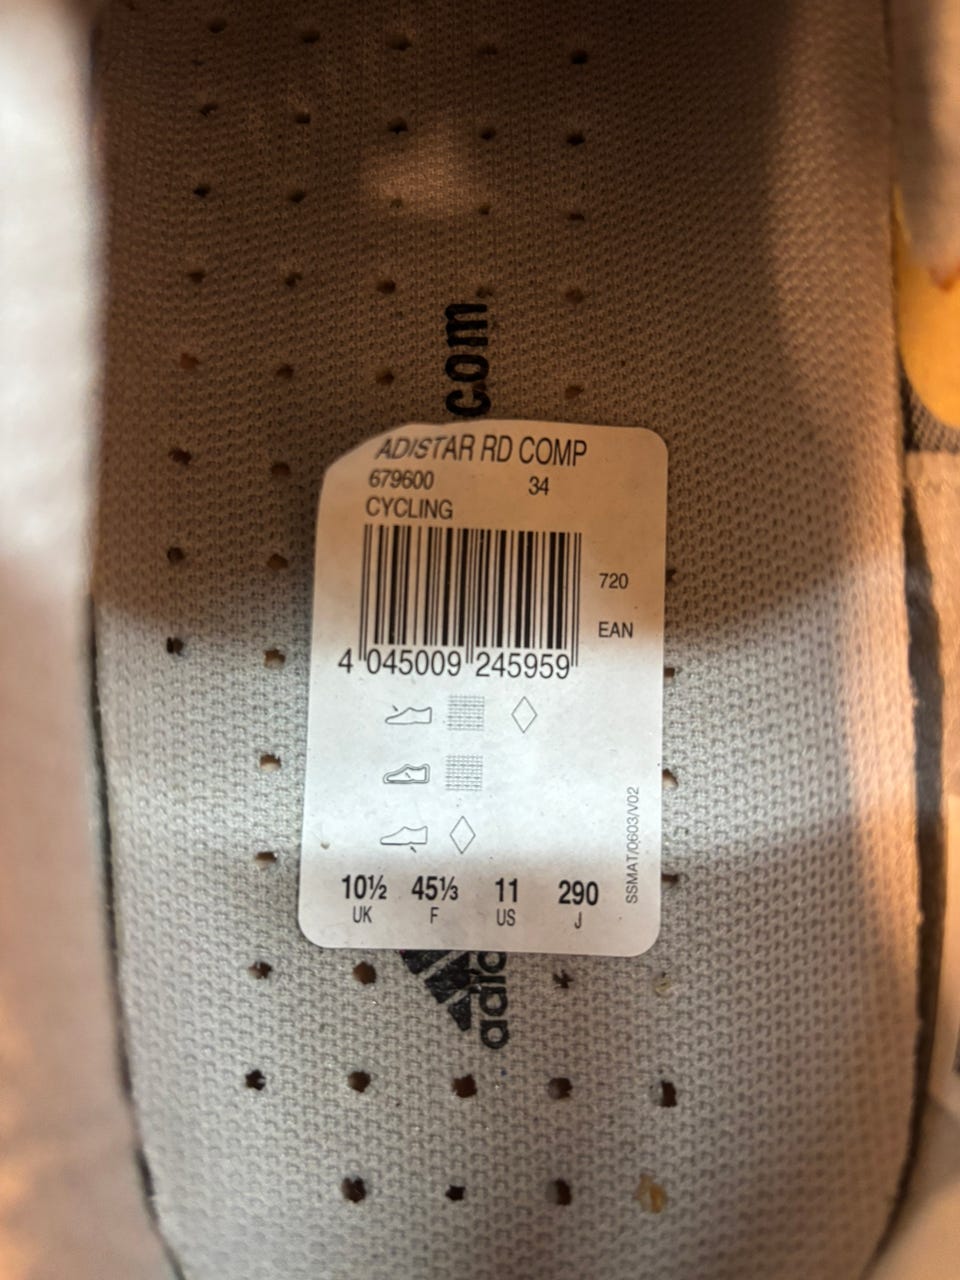 com
ADISTAR RD COMP
679600 34
CYCLING
720
EAN
4 045009 245959
SSMAT/0603/V02
10½ 45⅓ 11 290
UK F US J
adid